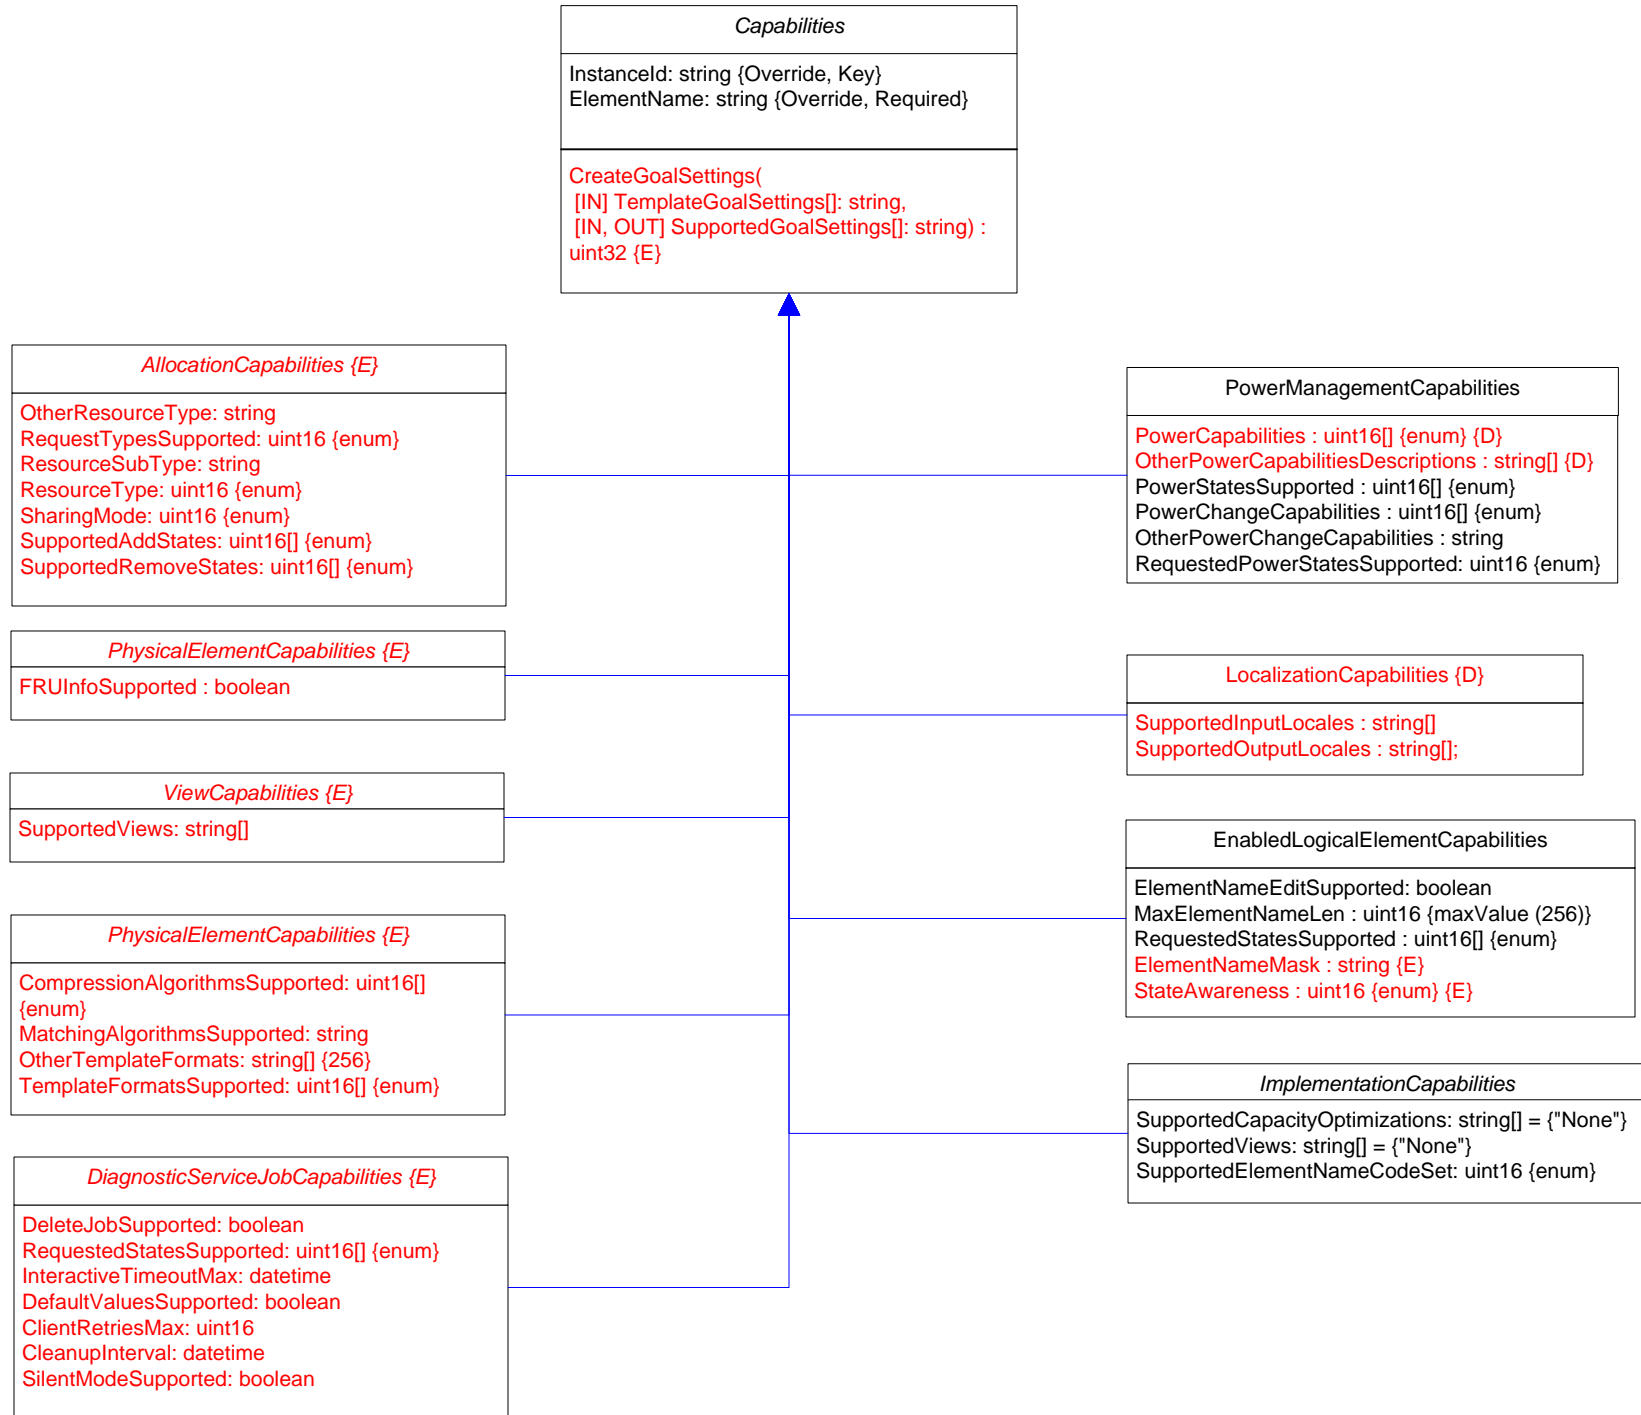 Capabilities
InstanceId: string {Override, Key}
ElementName: string {Override, Required}
CreateGoalSettings(
[IN] TemplateGoalSettings[]: string,
[IN, OUT] SupportedGoalSettings[]: string) :
uint32 {E}
AllocationCapabilities {E}
OtherResourceType: string
RequestTypesSupported: uint16 {enum}
ResourceSubType: string
ResourceType: uint16 {enum}
SharingMode: uint16 {enum}
SupportedAddStates: uint16[] {enum}
SupportedRemoveStates: uint16[] {enum}
PhysicalElementCapabilities {E}
FRUInfoSupported : boolean
ViewCapabilities {E}
SupportedViews: string[]
PhysicalElementCapabilities {E}
CompressionAlgorithmsSupported: uint16[]
{enum}
MatchingAlgorithmsSupported: string
OtherTemplateFormats: string[] {256}
TemplateFormatsSupported: uint16[] {enum}
DiagnosticServiceJobCapabilities {E}
DeleteJobSupported: boolean
RequestedStatesSupported: uint16[] {enum}
InteractiveTimeoutMax: datetime
DefaultValuesSupported: boolean
ClientRetriesMax: uint16
CleanupInterval: datetime
SilentModeSupported: boolean
PowerManagementCapabilities
PowerCapabilities : uint16[] {enum} {D}
OtherPowerCapabilitiesDescriptions : string[] {D}
PowerStatesSupported : uint16[] {enum}
PowerChangeCapabilities : uint16[] {enum}
OtherPowerChangeCapabilities : string
RequestedPowerStatesSupported: uint16 {enum}
LocalizationCapabilities {D}
SupportedInputLocales : string[]
SupportedOutputLocales : string[];
EnabledLogicalElementCapabilities
ElementNameEditSupported: boolean
MaxElementNameLen : uint16 {maxValue (256)}
RequestedStatesSupported : uint16[] {enum}
ElementNameMask : string {E}
StateAwareness : uint16 {enum} {E}
ImplementationCapabilities
SupportedCapacityOptimizations: string[] = {"None"}
SupportedViews: string[] = {"None"}
SupportedElementNameCodeSet: uint16 {enum}